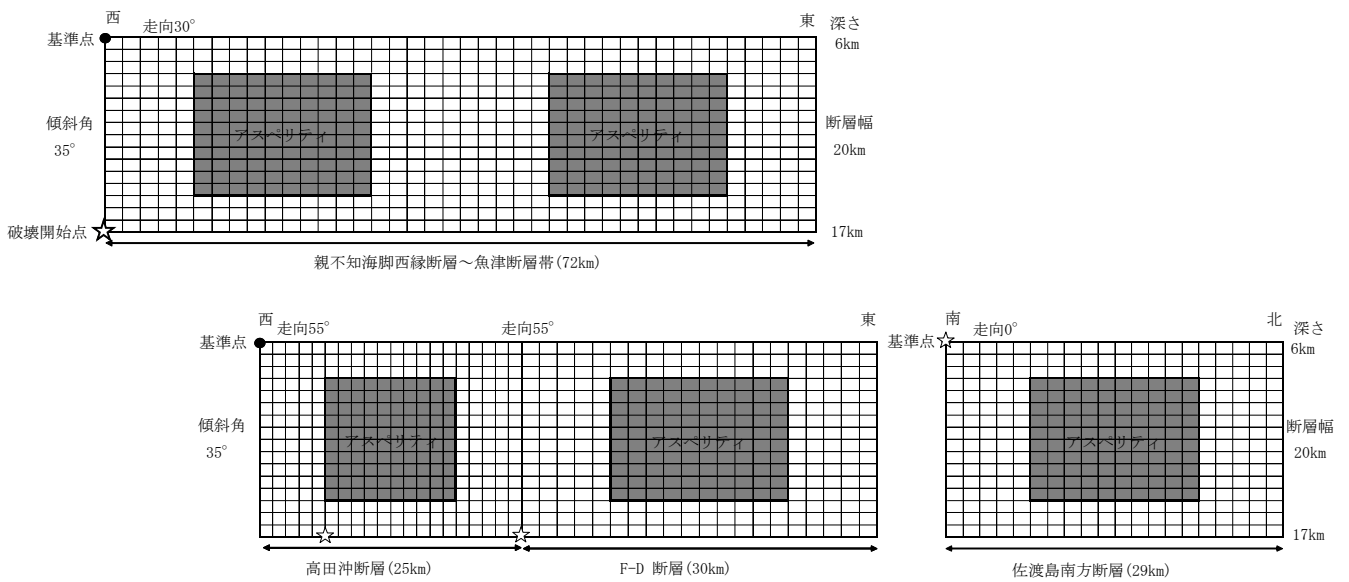 西
走向30°
東
深さ
基準点
6km
傾斜角
35°
アスペリティ
アスペリティ
断層幅
20km
破壊開始点
17km
親不知海脚西縁断層～魚津断層帯(72km)
西
走向55°
走向55°
東
基準点
傾斜角
35°
アスペリティ
アスペリティ
高田沖断層(25km)
F-D 断層(30km)
南
走向0°
北
深さ
基準点
6km
アスペリティ
断層幅
20km
17km
佐渡島南方断層(29km)